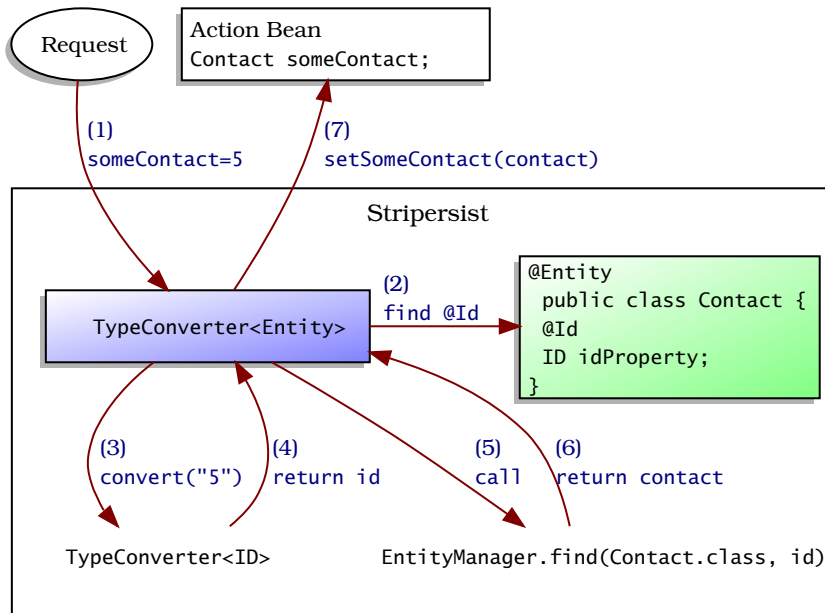 Request
Action Bean
Contact someContact;
(1)
someContact=5
(7)
setSomeContact(contact)
Stripersist
TypeConverter<Entity>
(2)
find @Id
@Entity
public class Contact {
@Id
ID idProperty;
}
(3)
convert("5")
(4)
return id
(5)
call
(6)
return contact
TypeConverter<ID>
EntityManager.find(Contact.class, id)